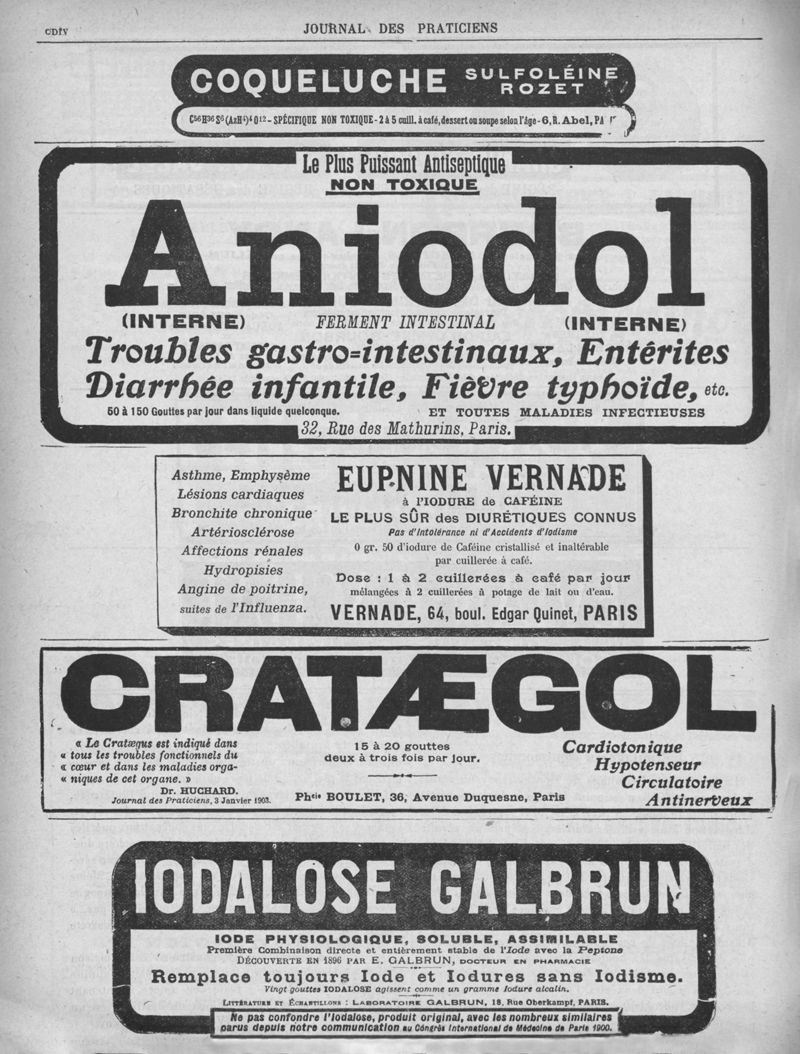 CDIV
JOURNAL DES PRATICIENS
COQUELUCHE SULFOLÉINE
ROZET
C⁵⁶H³⁶S⁶(AzH⁴)⁴O¹² - SPÉCIFIQUE NON TOXIQUE - 2 à 5 cuill. à café, dessert ou soupe selon l'âge - 6, R. Abel, PA
Le Plus Puissant Antiseptique
NON TOXIQUE
Aniodol
(INTERNE) FERMENT INTESTINAL (INTERNE)
Troubles gastro=intestinaux, Entérites
Diarrhée infantile, Fièvre typhoïde, etc.
50 à 150 Gouttes par jour dans liquide quelconque. ET TOUTES MALADIES INFECTIEUSES
32, Rue des Mathurins, Paris.
Asthme, Emphysème
Lésions cardiaques
Bronchite chronique
Artériosclérose
Affections rénales
Hydropisies
Angine de poitrine,
suites de l'Influenza.
EUPNINE VERNADE
à l'IODURE de CAFÉINE
LE PLUS SÛR des DIURÉTIQUES CONNUS
Pas d'Intolérance ni d'Accidents d'Iodisme
0 gr. 50 d'iodure de Caféine cristallisé et inaltérable
par cuillerée à café.
Dose : 1 à 2 cuillerées à café par jour
mélangées à 2 cuillerées à potage de lait ou d'eau.
VERNADE, 64, boul. Edgar Quinet, PARIS
CRATÆGOL
« Le Cratægus est indiqué dans
« tous les troubles fonctionnels du
« cœur et dans les maladies orga-
« niques de cet organe. »
Dr. HUCHARD.
Journal des Praticiens, 3 Janvier 1903.
15 à 20 gouttes
deux à trois fois par jour.
Phcie BOULET, 36, Avenue Duquesne, Paris
Cardiotonique
Hypotenseur
Circulatoire
Antinerveux
IODALOSE GALBRUN
IODE PHYSIOLOGIQUE, SOLUBLE, ASSIMILABLE
Première Combinaison directe et entièrement stable de l'Iode avec la Peptone
DÉCOUVERTE EN 1896 PAR E. GALBRUN, DOCTEUR EN PHARMACIE
Remplace toujours Iode et Iodures sans Iodisme.
Vingt gouttes IODALOSE agissent comme un gramme Iodure alcalin.
LITTÉRATURE ET ÉCHANTILLONS : LABORATOIRE GALBRUN, 18, Rue Oberkampf, PARIS.
Ne pas confondre l'Iodalose, produit original, avec les nombreux similaires
parus depuis notre communication au Congrès International de Médecine de Paris 1900.